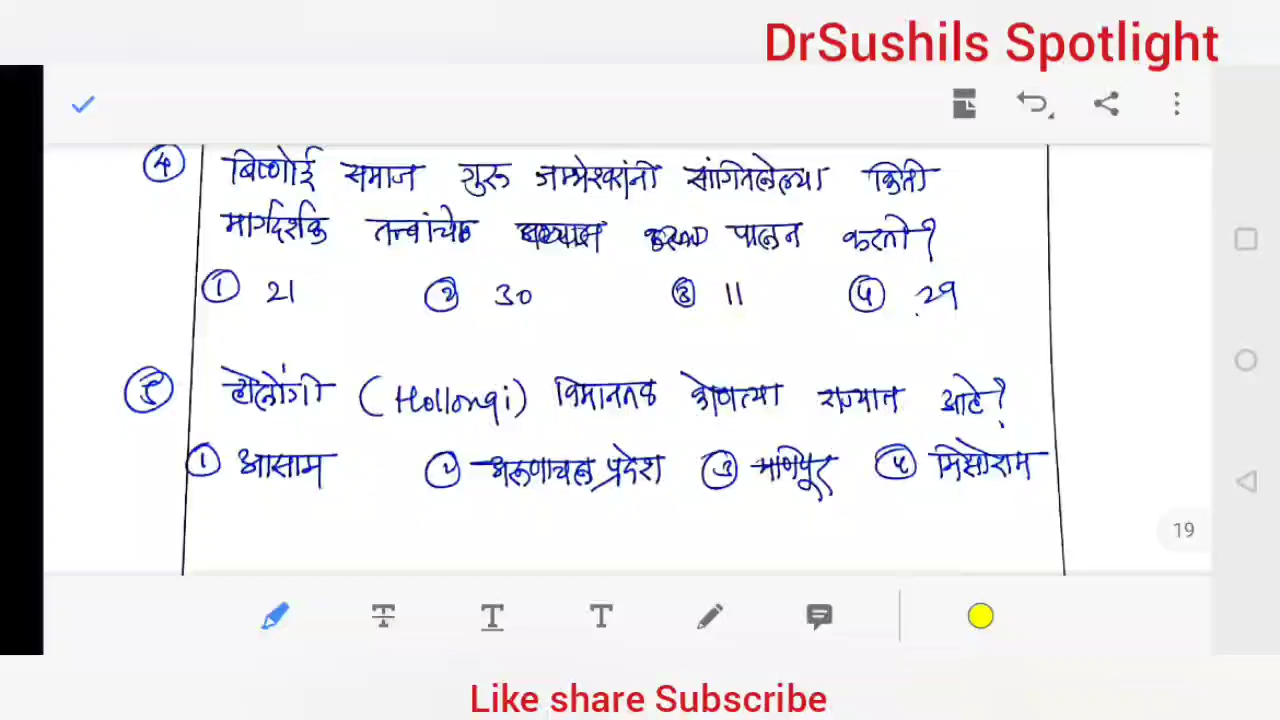 DrSushils Spotlight
④ बिष्णोई समाज गुरु जम्भेश्वरांनी सांगितलेल्या किती
मार्गदर्शक तत्त्वांचे पालन करतो?
① 21 ② 30 ③ 11 ④ 29
⑤ होलोंगी (Hollongi) विमानतळ कोणत्या राज्यात आहे?
① आसाम ② अरुणाचल प्रदेश ③ मणिपूर ④ मिझोराम
19
T T T
Like share Subscribe